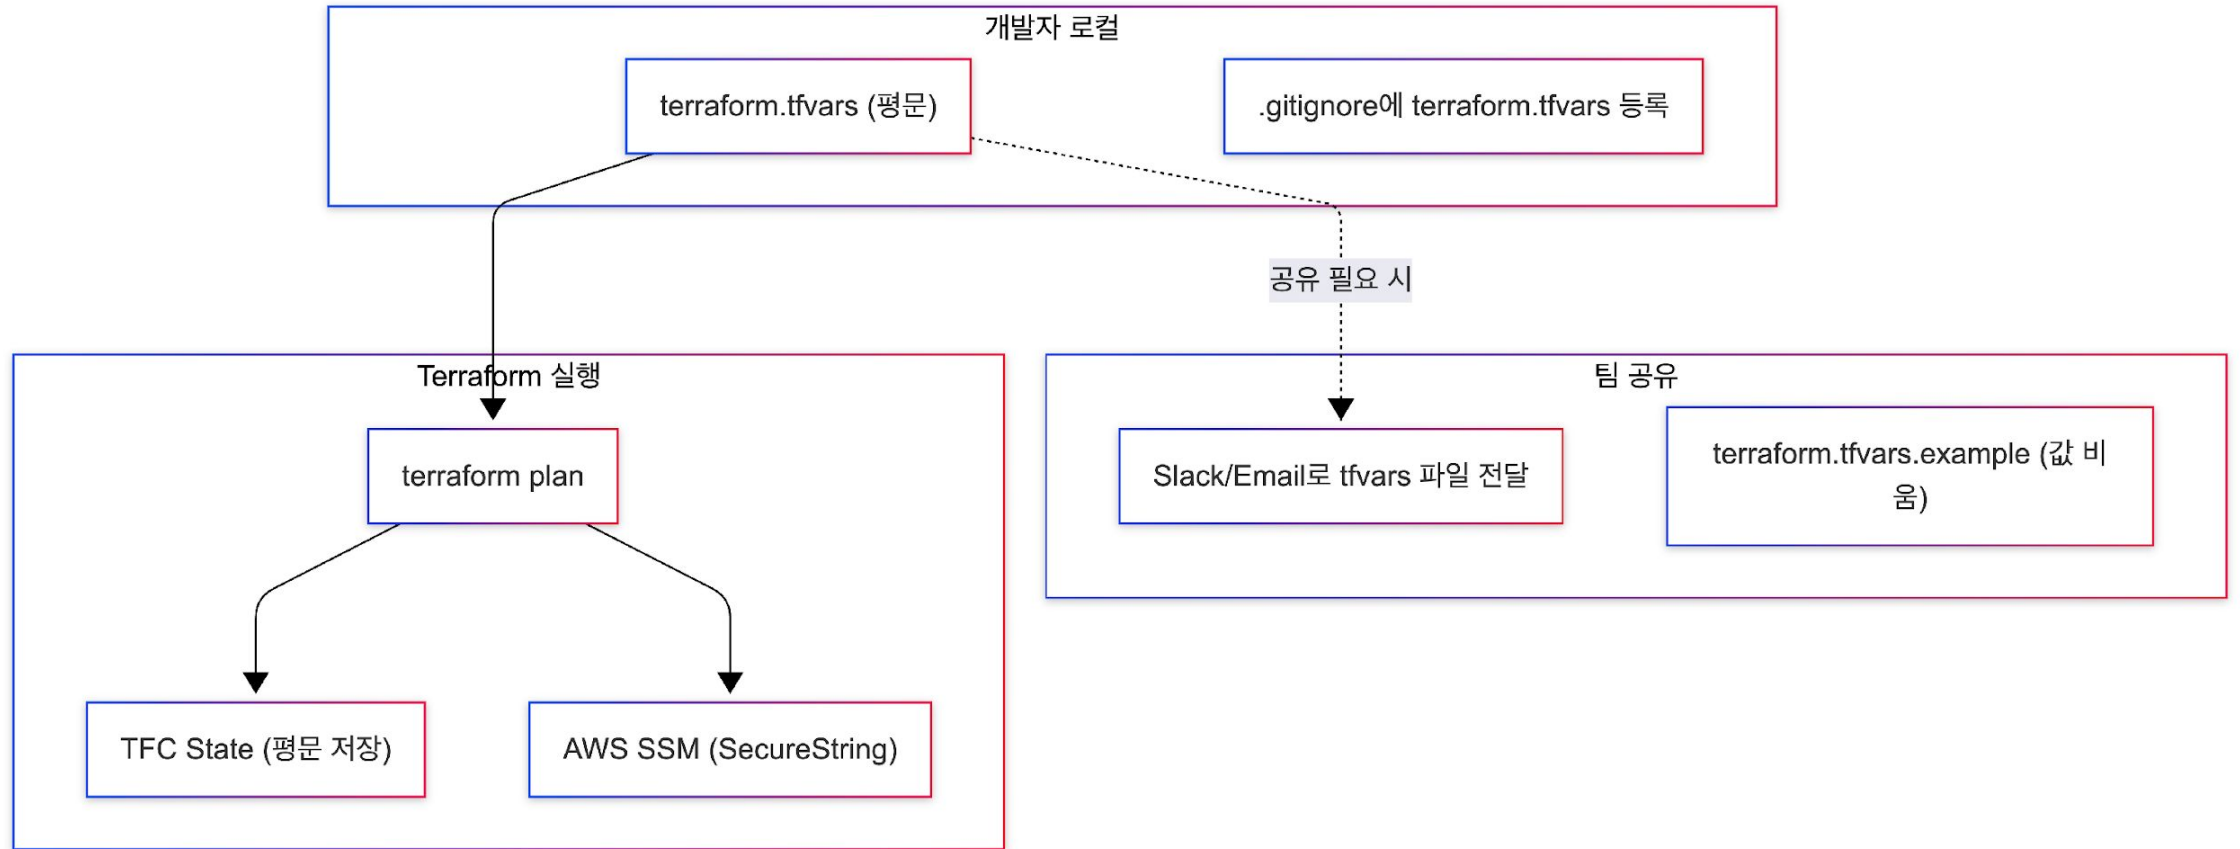 개발자 로컬
terraform.tfvars (평문)
.gitignore에 terraform.tfvars 등록
공유 필요 시
Terraform 실행
terraform plan
TFC State (평문 저장)
AWS SSM (SecureString)
팀 공유
Slack/Email로 tfvars 파일 전달
terraform.tfvars.example (값 비
움)